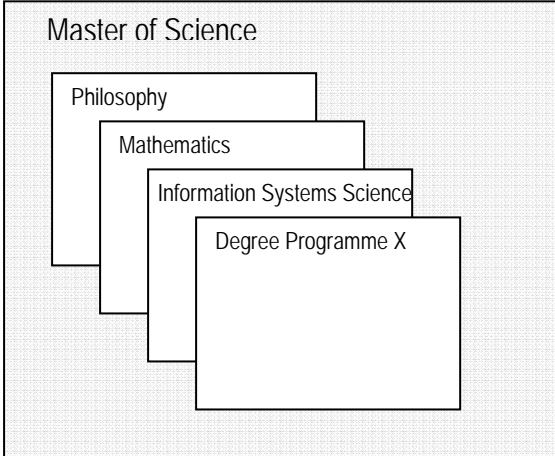 Master of Science
Philosophy
Mathematics
Information Systems Science
Degree Programme X